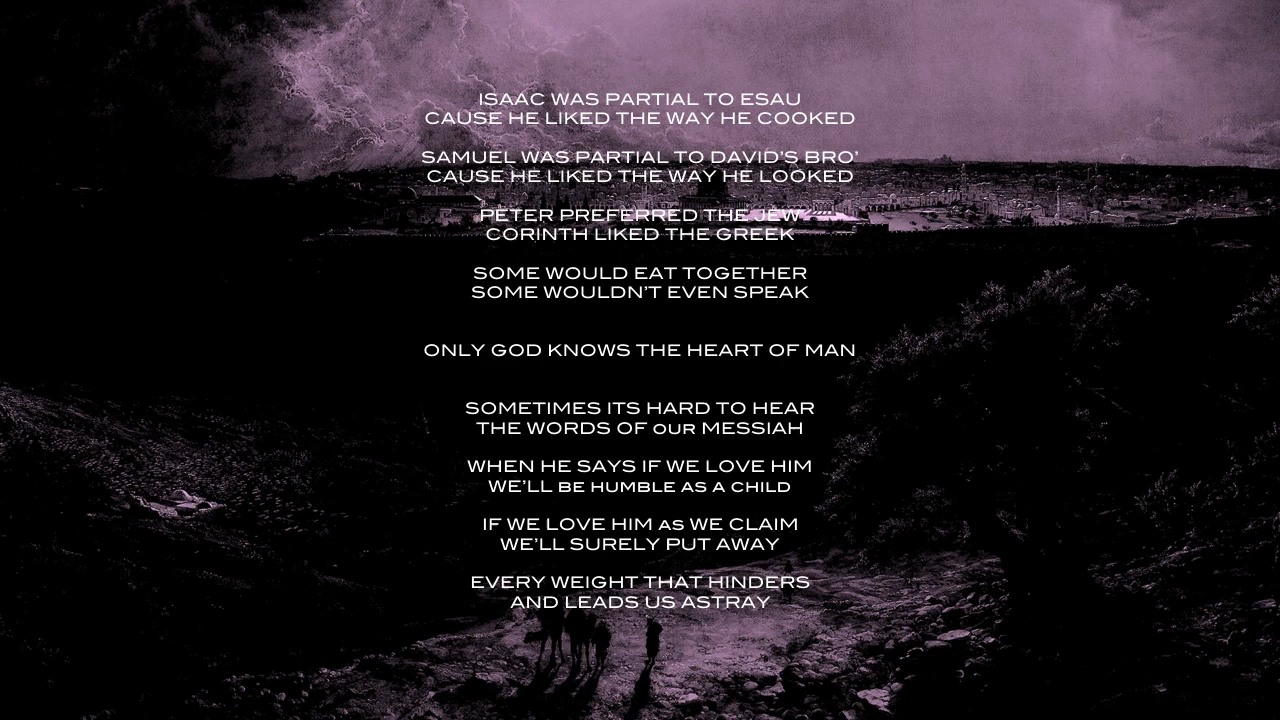 ISAAC WAS PARTIAL TO ESAU
CAUSE HE LIKED THE WAY HE COOKED
SAMUEL WAS PARTIAL TO DAVID'S BRO'
CAUSE HE LIKED THE WAY HE LOOKED
PETER PREFERRED THE JEW
CORINTH LIKED THE GREEK
SOME WOULD EAT TOGETHER
SOME WOULDN'T EVEN SPEAK
ONLY GOD KNOWS THE HEART OF MAN
SOMETIMES ITS HARD TO HEAR
THE WORDS OF OUR MESSIAH
WHEN HE SAYS IF WE LOVE HIM
WE'LL BE HUMBLE AS A CHILD
IF WE LOVE HIM AS WE CLAIM
WE'LL SURELY PUT AWAY
EVERY WEIGHT THAT HINDERS
AND LEADS US ASTRAY